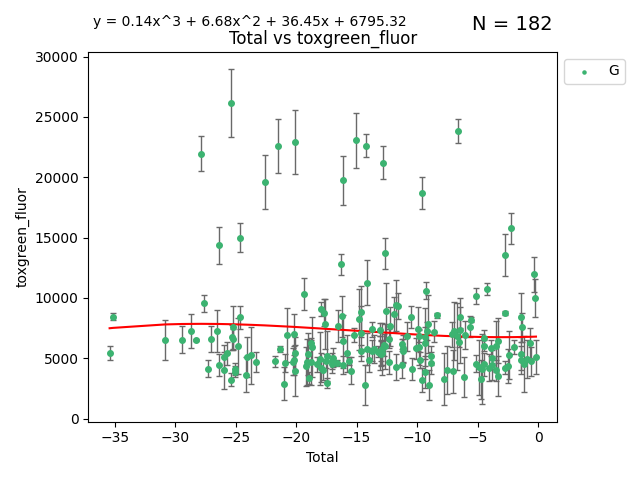 y = 0.14x^3 + 6.68x^2 + 36.45x + 6795.32
N = 182
Total vs toxgreen_fluor
G
30000
25000
20000
15000
10000
5000
0
toxgreen_fluor
−35 −30 −25 −20 −15 −10 −5 0
Total